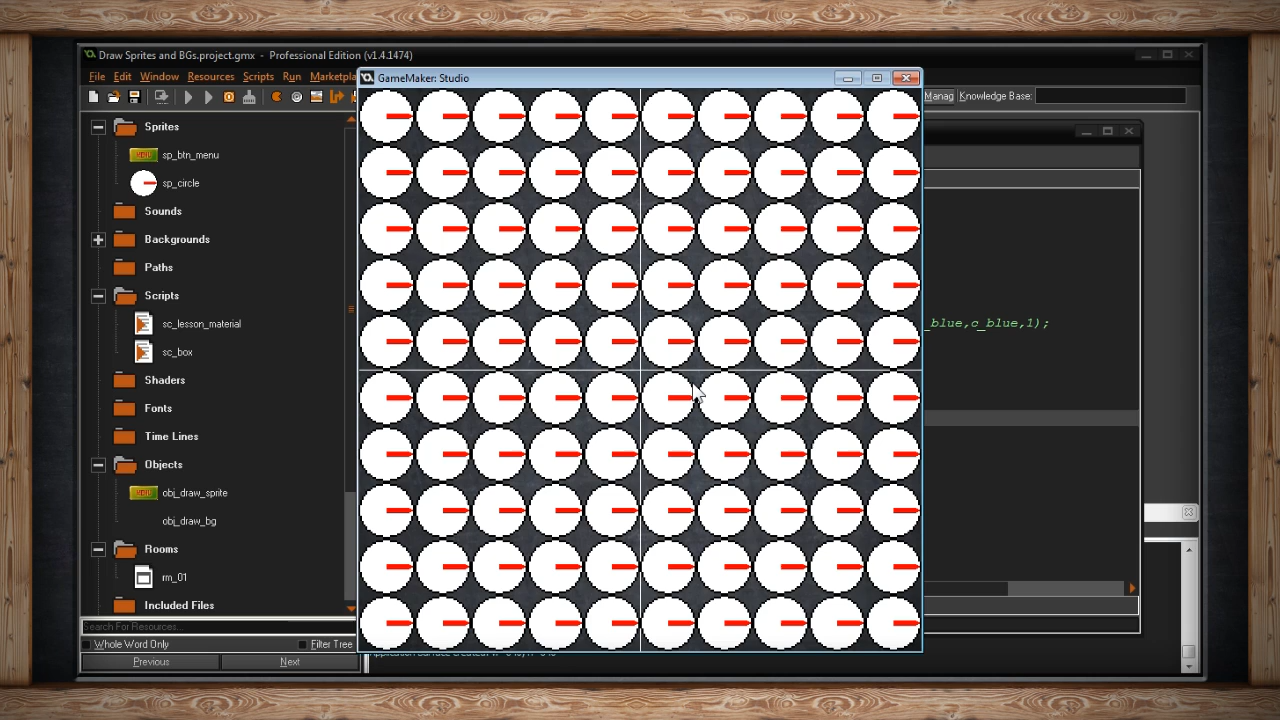 Draw Sprites and BGs.project.gmx - Professional Edition (v1.4.1474)
File Edit Window Resources Scripts Run Marketpla
GameMaker: Studio
Manag Knowledge Base:
Sprites
sp_btn_menu
sp_circle
Sounds
Backgrounds
Paths
Scripts
sc_lesson_material
_blue,c_blue,1);
sc_box
Shaders
Fonts
Time Lines
Objects
obj_draw_sprite
obj_draw_bg
Rooms
rm_01
Included Files
Search For Resources...
Whole Word Only Filter Tree
Previous Next